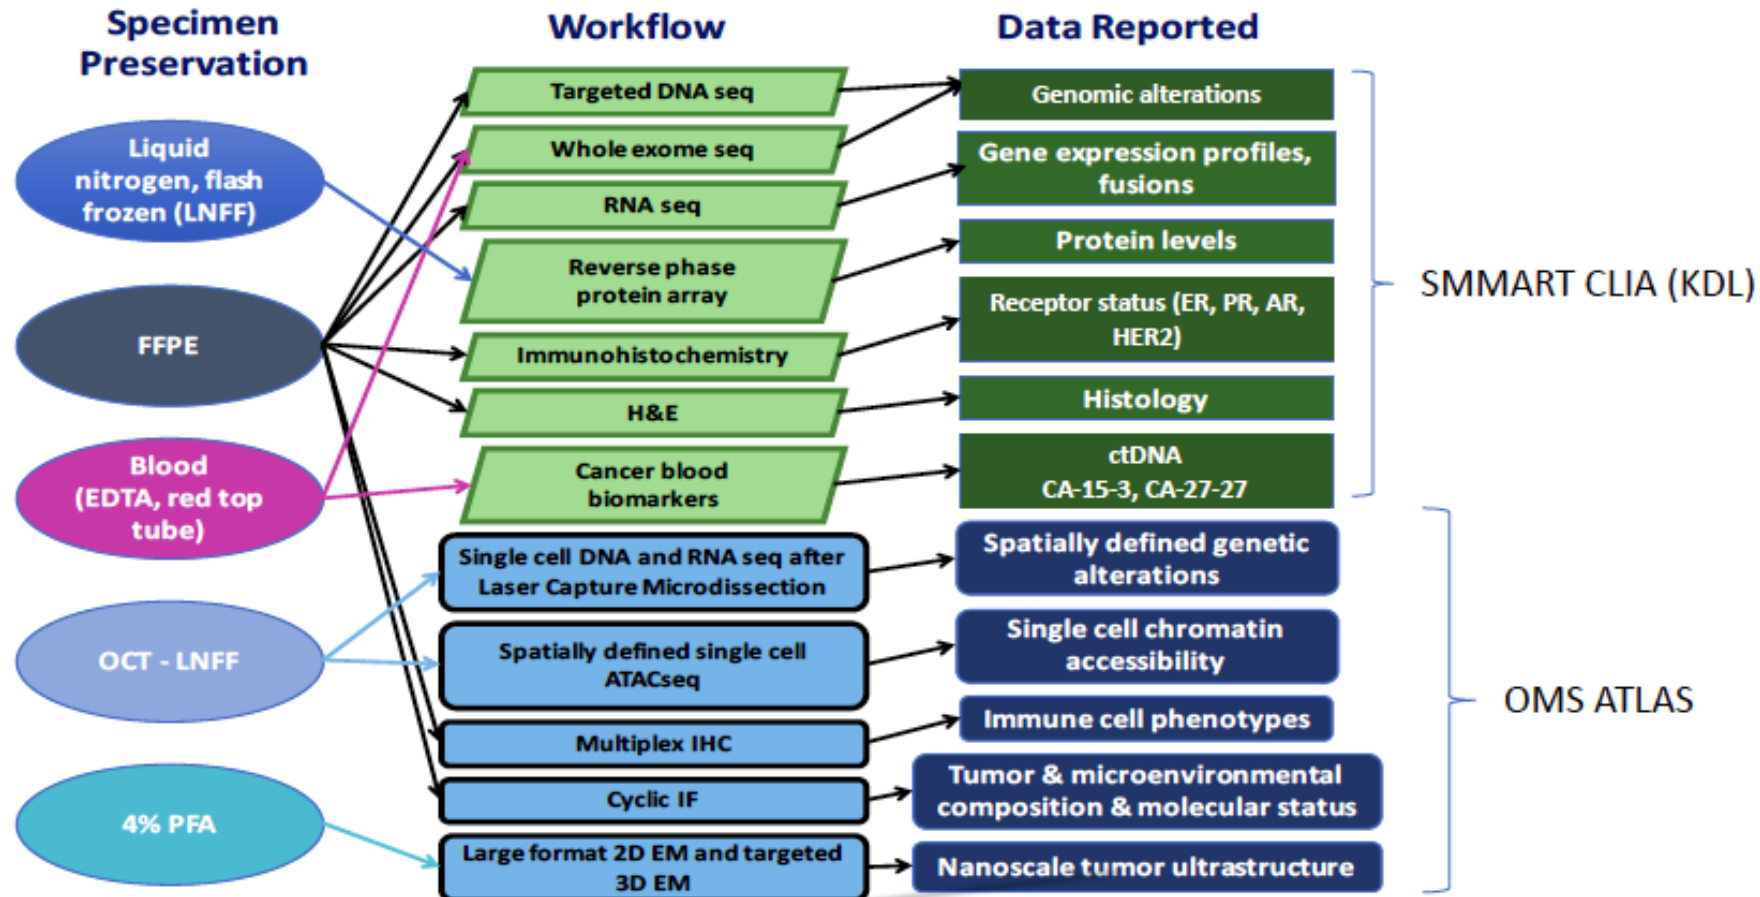 Specimen
Preservation
Workflow
Data Reported
Liquid
nitrogen, flash
frozen (LNFF)
FFPE
Blood
(EDTA, red top
tube)
OCT - LNFF
4% PFA
Targeted DNA seq
Whole exome seq
RNA seq
Reverse phase
protein array
Immunohistochemistry
H&E
Cancer blood
biomarkers
Single cell DNA and RNA seq after
Laser Capture Microdissection
Spatially defined single cell
ATACseq
Multiplex IHC
Cyclic IF
Large format 2D EM and targeted
3D EM
Genomic alterations
Gene expression profiles,
fusions
Protein levels
Receptor status (ER, PR, AR,
HER2)
Histology
ctDNA
CA-15-3, CA-27-27
Spatially defined genetic
alterations
Single cell chromatin
accessibility
Immune cell phenotypes
Tumor & microenvironmental
composition & molecular status
Nanoscale tumor ultrastructure
SMMART CLIA (KDL)
OMS ATLAS